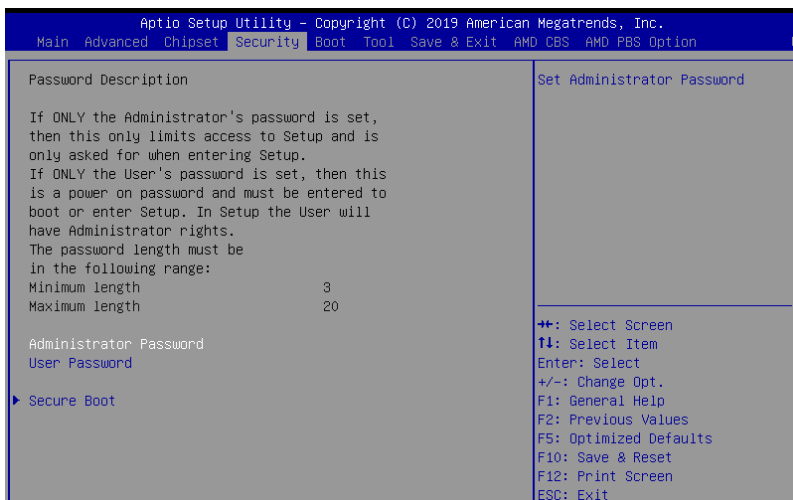 Aptio Setup Utility – Copyright (C) 2019 American Megatrends, Inc.
Main Advanced Chipset Security Boot Tool Save & Exit AMD CBS AMD PBS Option
Password Description
If ONLY the Administrator's password is set,
then this only limits access to Setup and is
only asked for when entering Setup.
If ONLY the User's password is set, then this
is a power on password and must be entered to
boot or enter Setup. In Setup the User will
have Administrator rights.
The password length must be
in the following range:
Minimum length 3
Maximum length 20
Administrator Password
User Password
Secure Boot
Set Administrator Password
→←: Select Screen
↑↓: Select Item
Enter: Select
+/-: Change Opt.
F1: General Help
F2: Previous Values
F5: Optimized Defaults
F10: Save & Reset
F12: Print Screen
ESC: Exit